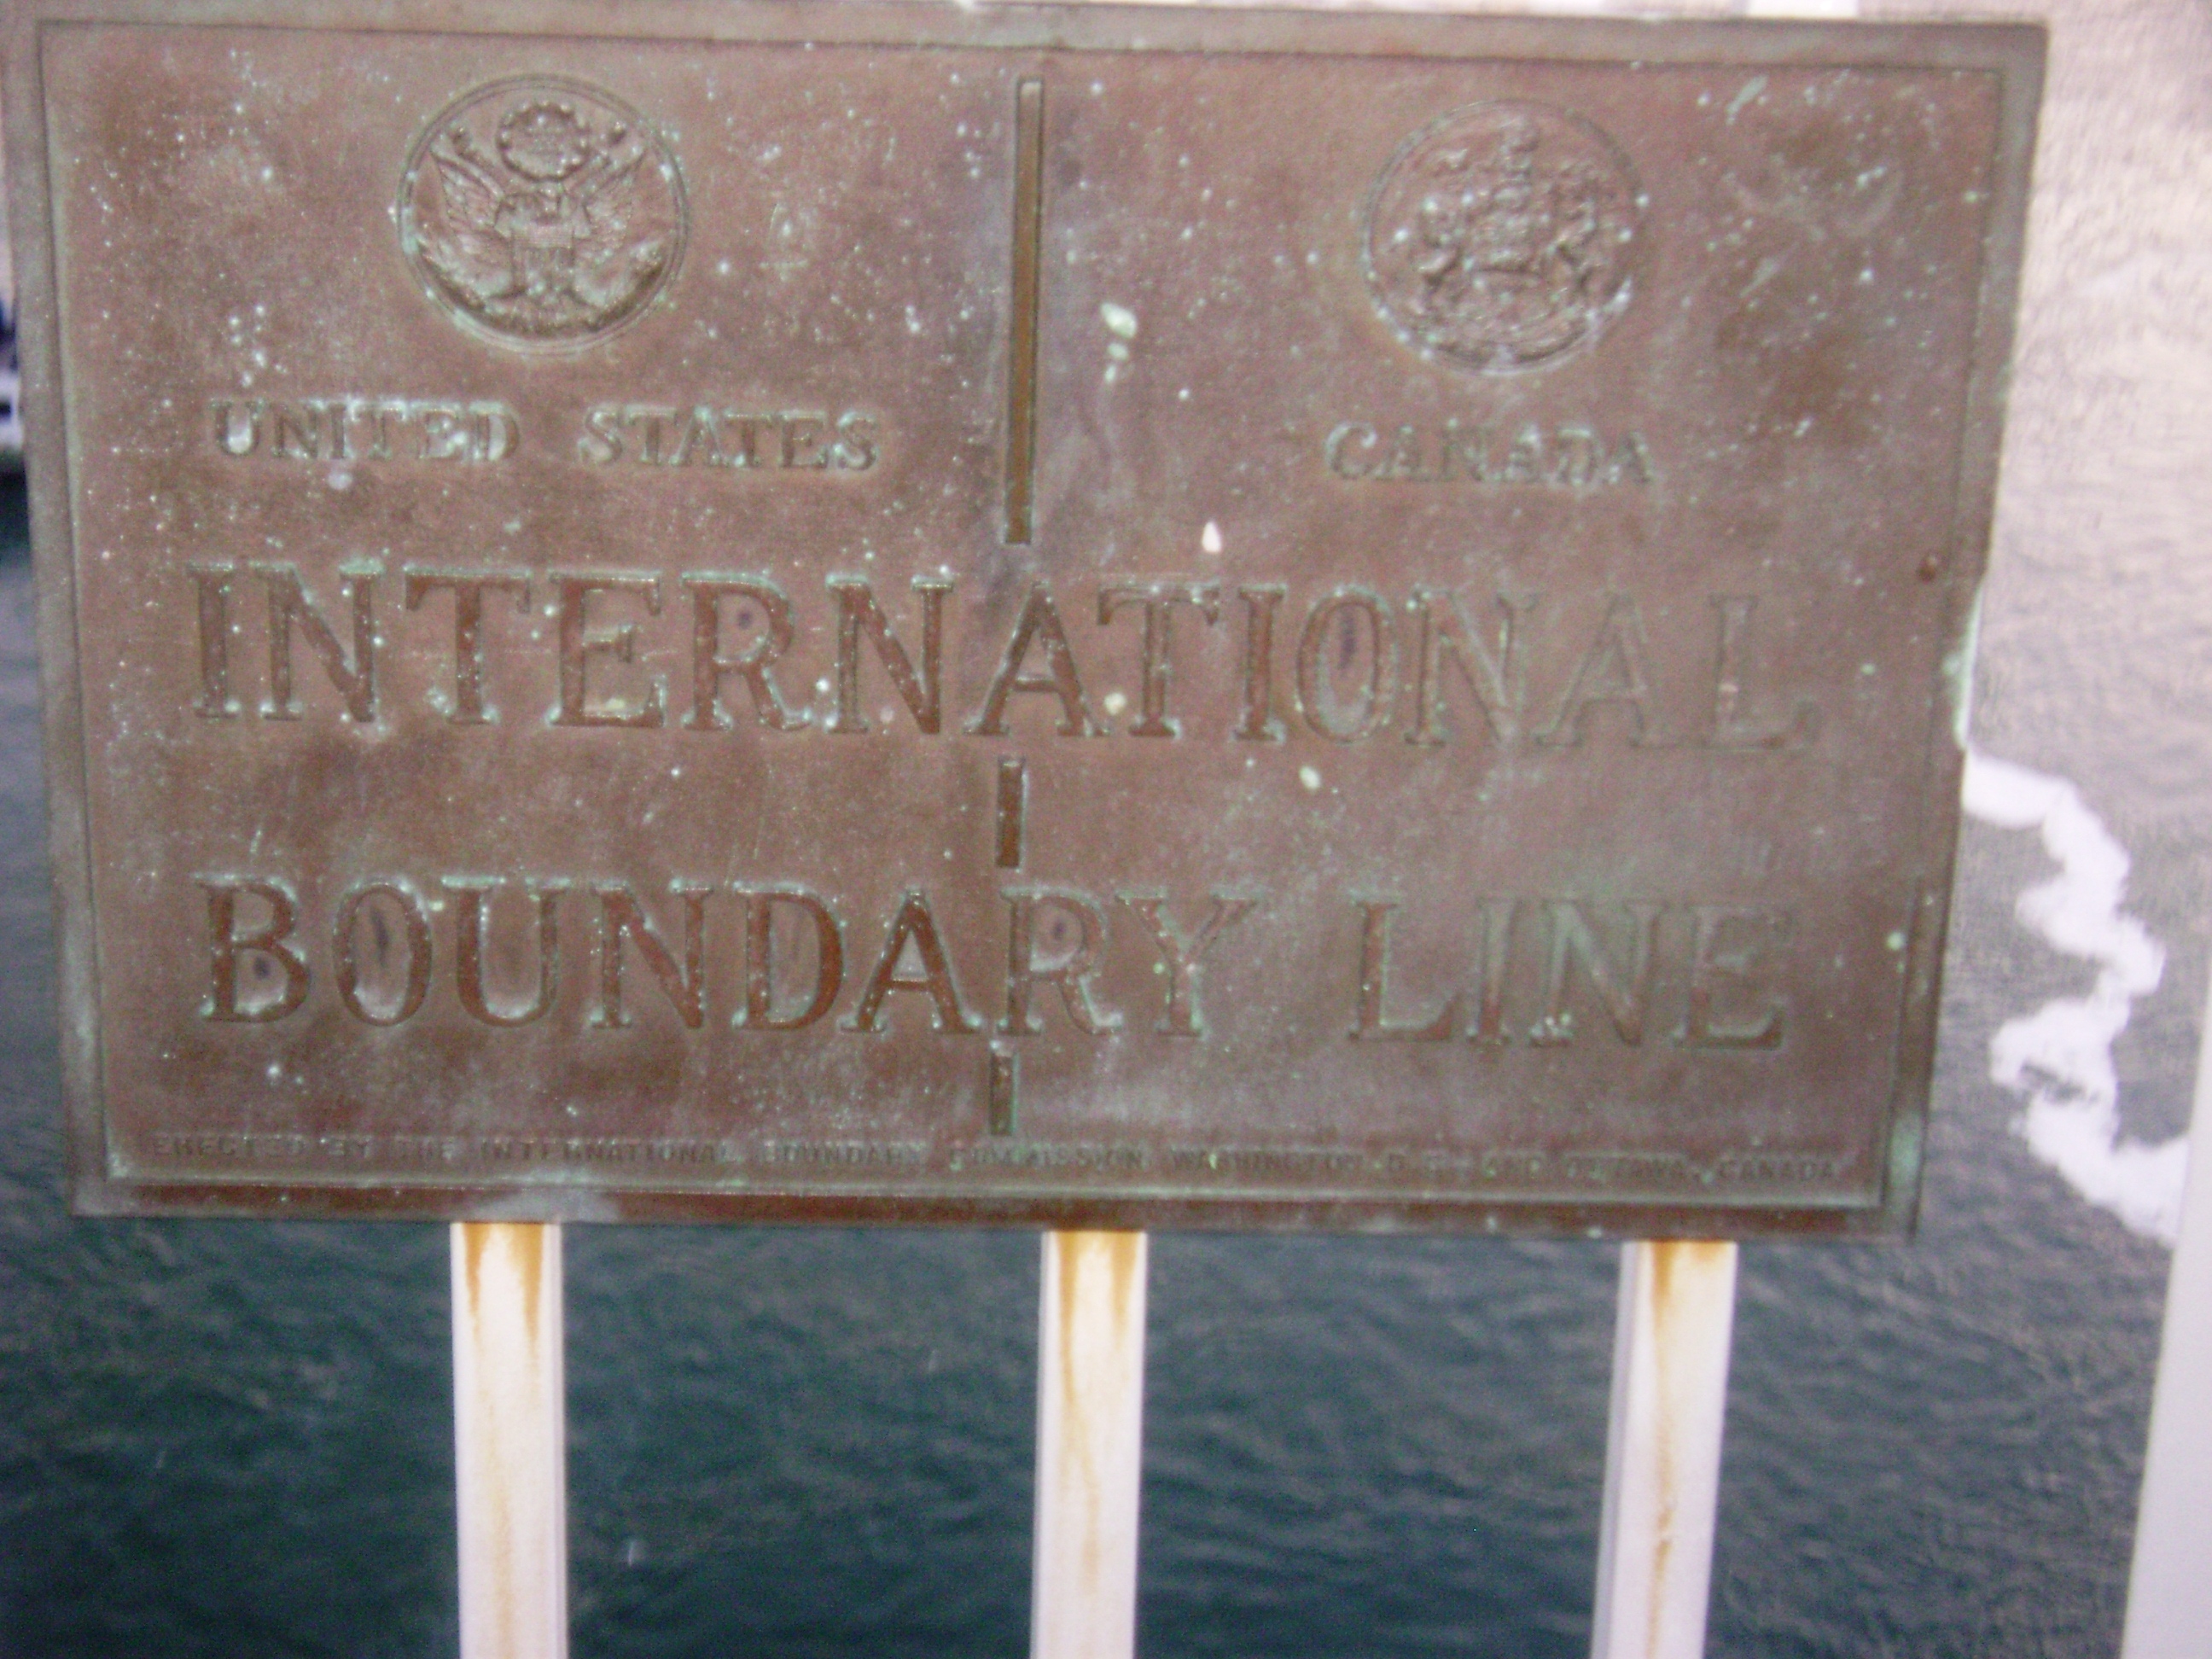 UNITED STATES CANADA
INTERNATIONAL
BOUNDARY LINE
ERECTED BY THE INTERNATIONAL BOUNDARY COMMISSION, WASHINGTON, D.C. AND OTTAWA, CANADA